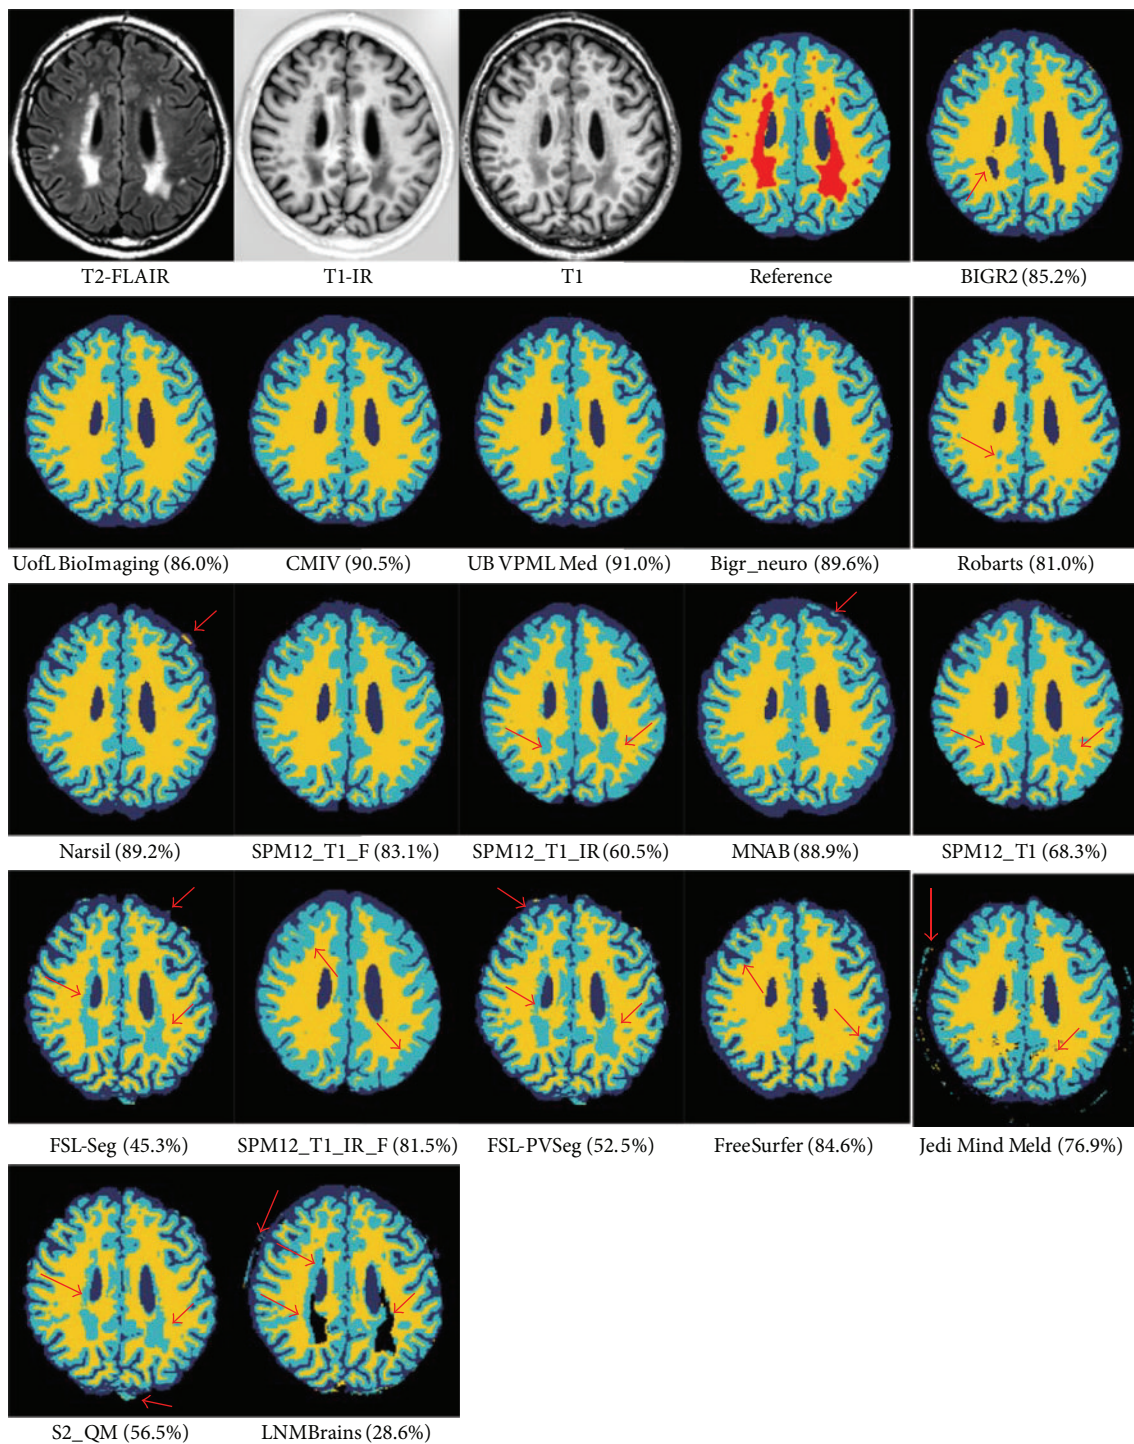 T2-FLAIR
T1-IR
T1
Reference
BIGR2 (85.2%)
UofL BioImaging (86.0%)
CMIV (90.5%)
UB VPML Med (91.0%)
Bigr_neuro (89.6%)
Robarts (81.0%)
Narsil (89.2%)
SPM12_T1_F (83.1%)
SPM12_T1_IR (60.5%)
MNAB (88.9%)
SPM12_T1 (68.3%)
FSL-Seg (45.3%)
SPM12_T1_IR_F (81.5%)
FSL-PVSeg (52.5%)
FreeSurfer (84.6%)
Jedi Mind Meld (76.9%)
S2_QM (56.5%)
LNMBrains (28.6%)